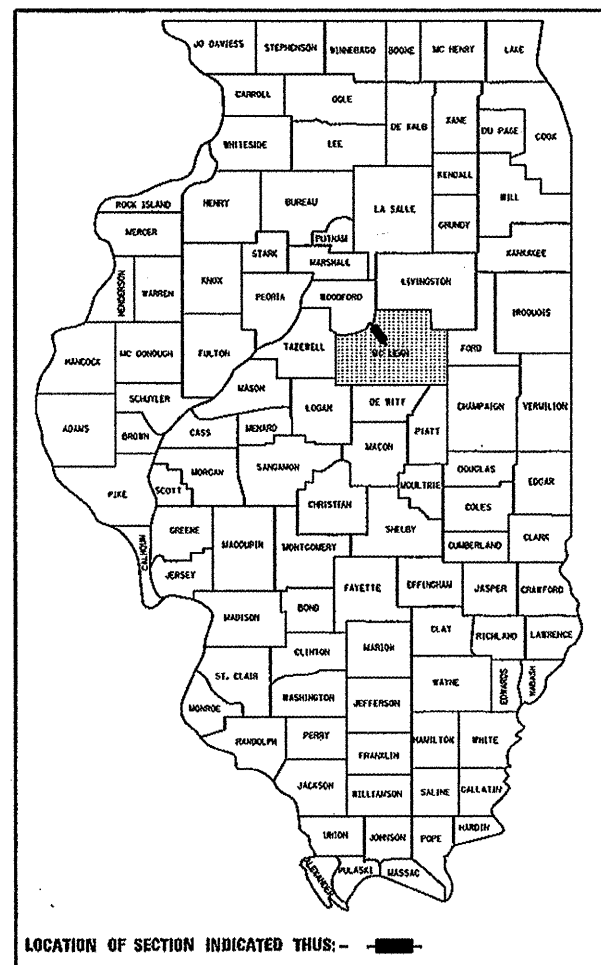 JO DAVIESS STEPHENSON WINNEBAGO BOONE MC HENRY LAKE
CARROLL OGLE DE KALB KANE DU PAGE COOK
WHITESIDE LEE KENDALL WILL
ROCK ISLAND HENRY BUREAU LA SALLE GRUNDY
MERCER PUTNAM KANKAKEE
STARK MARSHALL LIVINGSTON
HENDERSON WARREN KNOX PEORIA WOODFORD IROQUOIS
HANCOCK MC DONOUGH FULTON TAZEWELL MC LEAN FORD
MASON
SCHUYLER LOGAN DE WITT CHAMPAIGN VERMILION
ADAMS BROWN CASS MENARD MACON PIATT
MORGAN SANGAMON DOUGLAS
PIKE SCOTT CHRISTIAN MOULTRIE COLES EDGAR
GREENE MACOUPIN MONTGOMERY SHELBY CUMBERLAND CLARK
CALHOUN JERSEY
FAYETTE EFFINGHAM JASPER CRAWFORD
MADISON BOND
CLAY RICHLAND LAWRENCE
CLINTON MARION
ST. CLAIR WAYNE EDWARDS WABASH
WASHINGTON JEFFERSON
MONROE
RANDOLPH PERRY HAMILTON WHITE
FRANKLIN
JACKSON WILLIAMSON SALINE GALLATIN
UNION JOHNSON POPE HARDIN
ALEXANDER PULASKI MASSAC
LOCATION OF SECTION INDICATED THUS:-